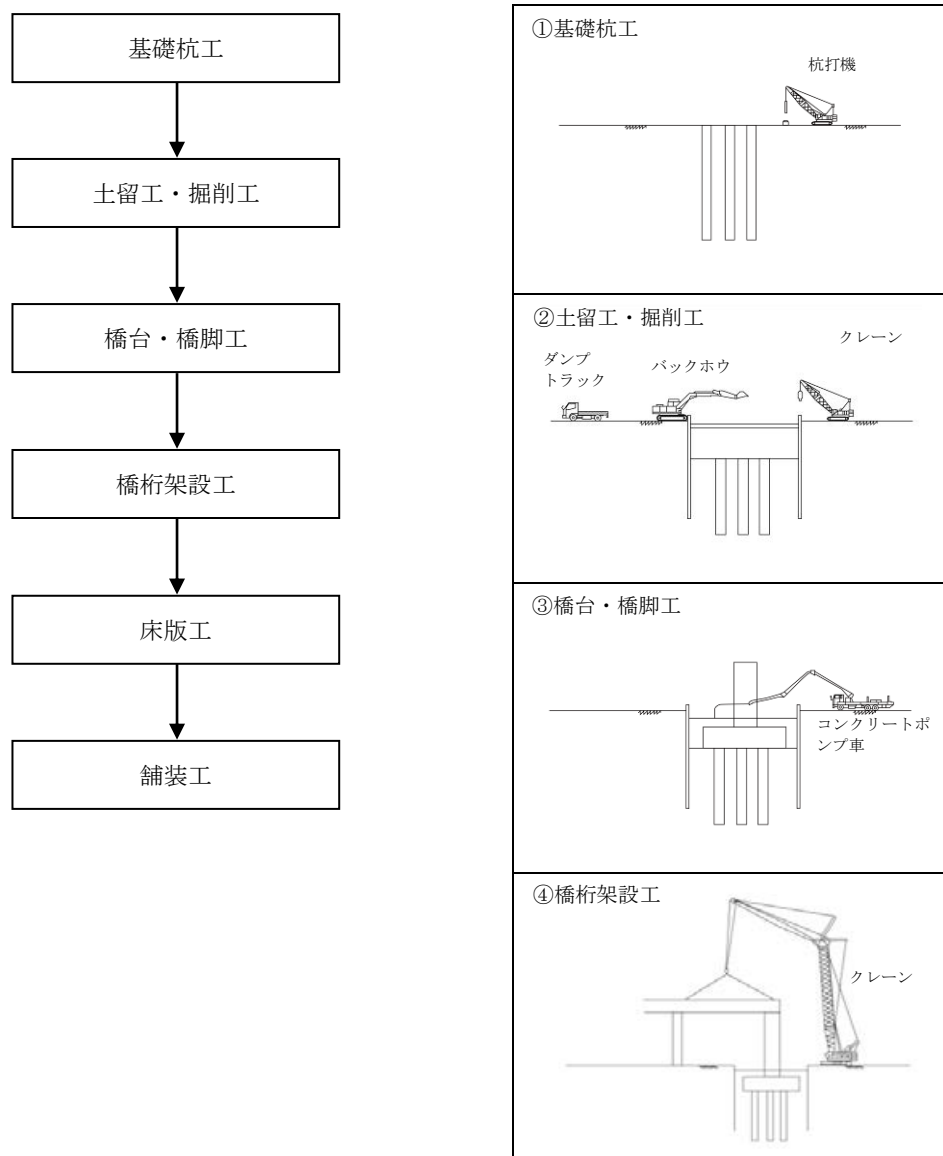 基礎杭工
土留工・掘削工
橋台・橋脚工
橋桁架設工
床版工
舗装工
①基礎杭工
杭打機
②土留工・掘削工
クレーン
ダンプ
トラック
バックホウ
③橋台・橋脚工
コンクリートポ
ンプ車
④橋桁架設工
クレーン